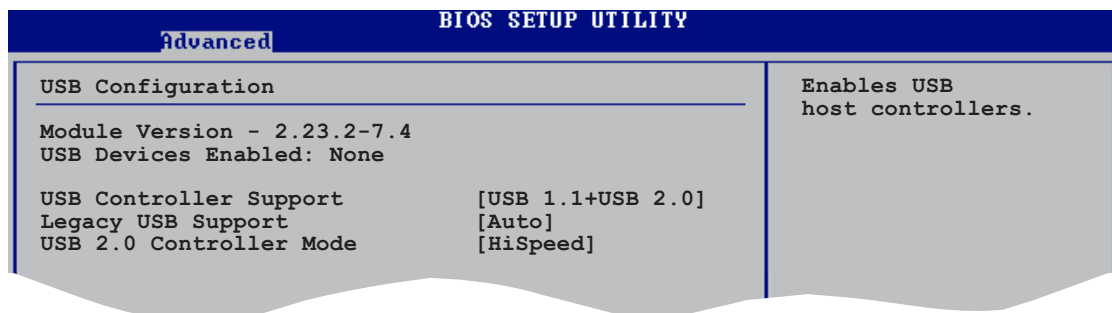 BIOS SETUP UTILITY
Advanced
USB Configuration
Module Version - 2.23.2-7.4
USB Devices Enabled: None
USB Controller Support [USB 1.1+USB 2.0]
Legacy USB Support [Auto]
USB 2.0 Controller Mode [HiSpeed]
Enables USB
host controllers.